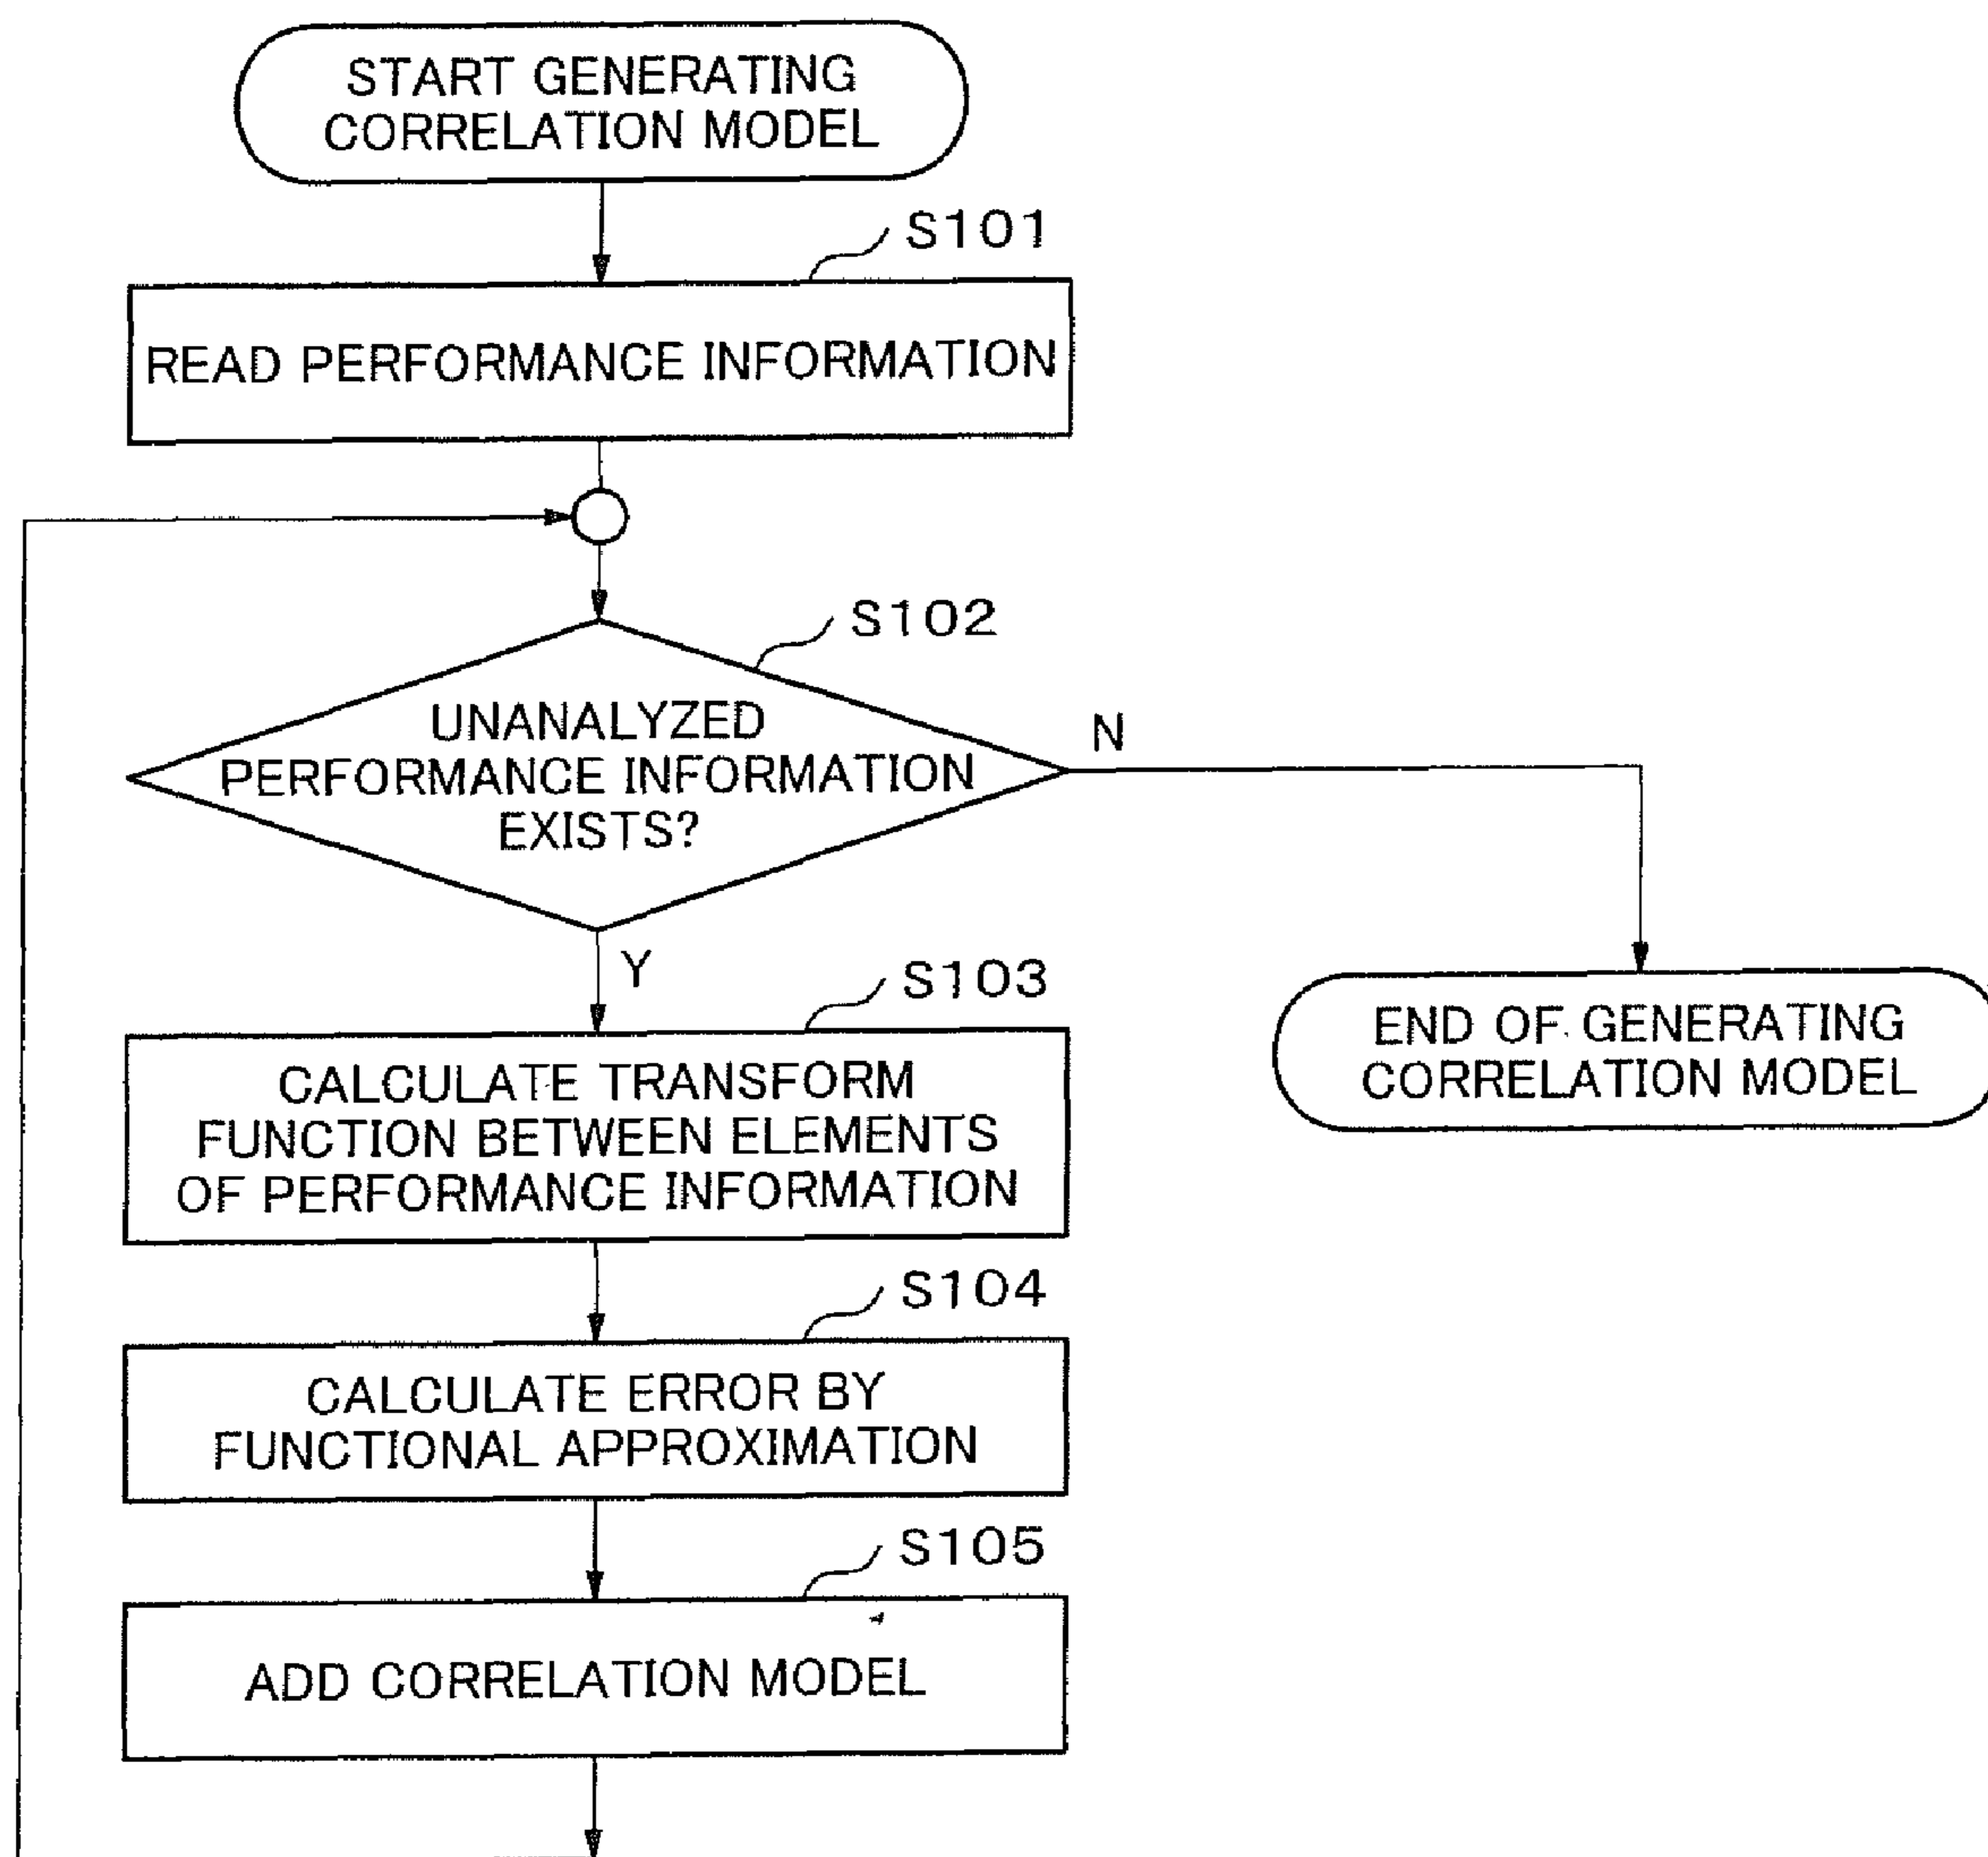 START GENERATING
CORRELATION MODEL
S101
READ PERFORMANCE INFORMATION
S102
UNANALYZED
PERFORMANCE INFORMATION
EXISTS?
N
Y
S103
CALCULATE TRANSFORM
FUNCTION BETWEEN ELEMENTS
OF PERFORMANCE INFORMATION
END OF GENERATING
CORRELATION MODEL
S104
CALCULATE ERROR BY
FUNCTIONAL APPROXIMATION
S105
ADD CORRELATION MODEL